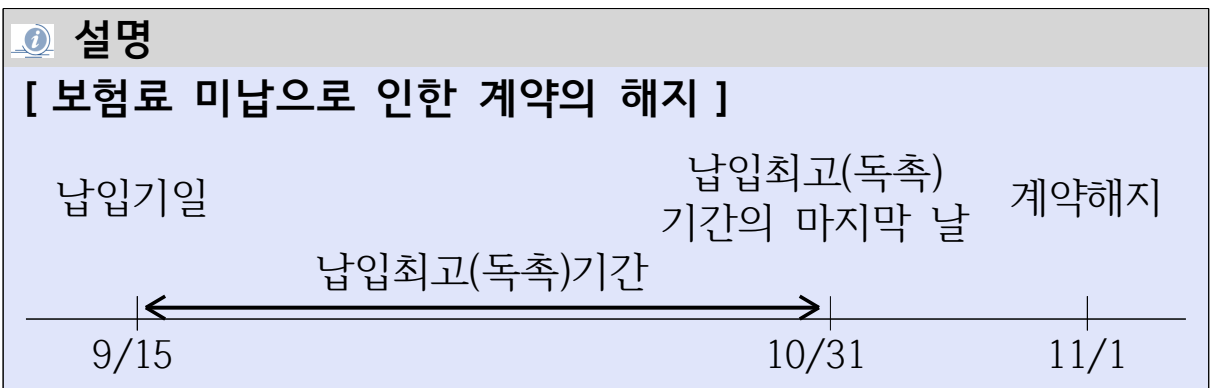 설명
[ 보험료 미납으로 인한 계약의 해지 ]
납입기일
납입최고(독촉)
기간의 마지막 날
계약해지
납입최고(독촉)기간
9/15
10/31
11/1